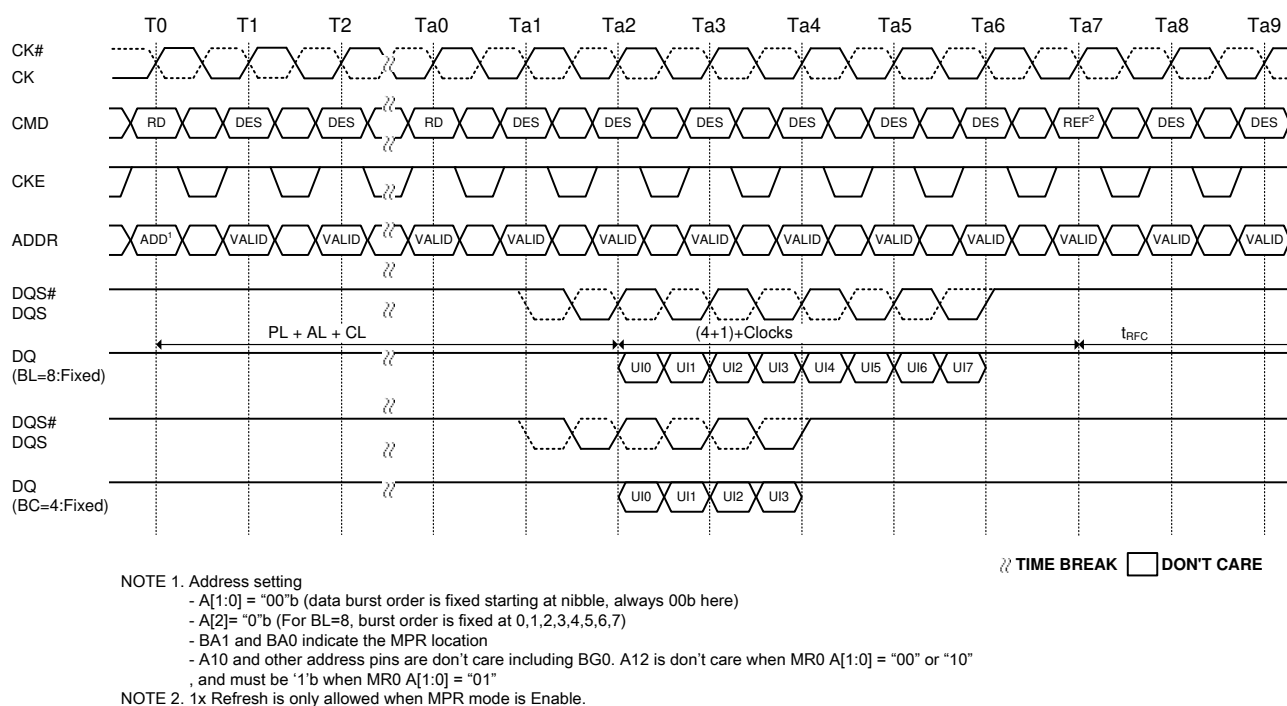 T0 T1 T2 Ta0 Ta1 Ta2 Ta3 Ta4 Ta5 Ta6 Ta7 Ta8 Ta9
CK#
CK
CMD RD DES DES RD DES DES DES DES DES DES REF² DES DES
CKE
ADDR ADD¹ VALID VALID VALID VALID VALID VALID VALID VALID VALID VALID VALID VALID
DQS#
DQS
PL + AL + CL (4+1)+Clocks tRFC
DQ
(BL=8:Fixed) UI0 UI1 UI2 UI3 UI4 UI5 UI6 UI7
DQS#
DQS
DQ
(BC=4:Fixed) UI0 UI1 UI2 UI3
TIME BREAK DON'T CARE
NOTE 1. Address setting
- A[1:0] = “00”b (data burst order is fixed starting at nibble, always 00b here)
- A[2]= “0”b (For BL=8, burst order is fixed at 0,1,2,3,4,5,6,7)
- BA1 and BA0 indicate the MPR location
- A10 and other address pins are don’t care including BG0. A12 is don’t care when MR0 A[1:0] = “00” or “10”
, and must be ‘1’b when MR0 A[1:0] = “01”
NOTE 2. 1x Refresh is only allowed when MPR mode is Enable.